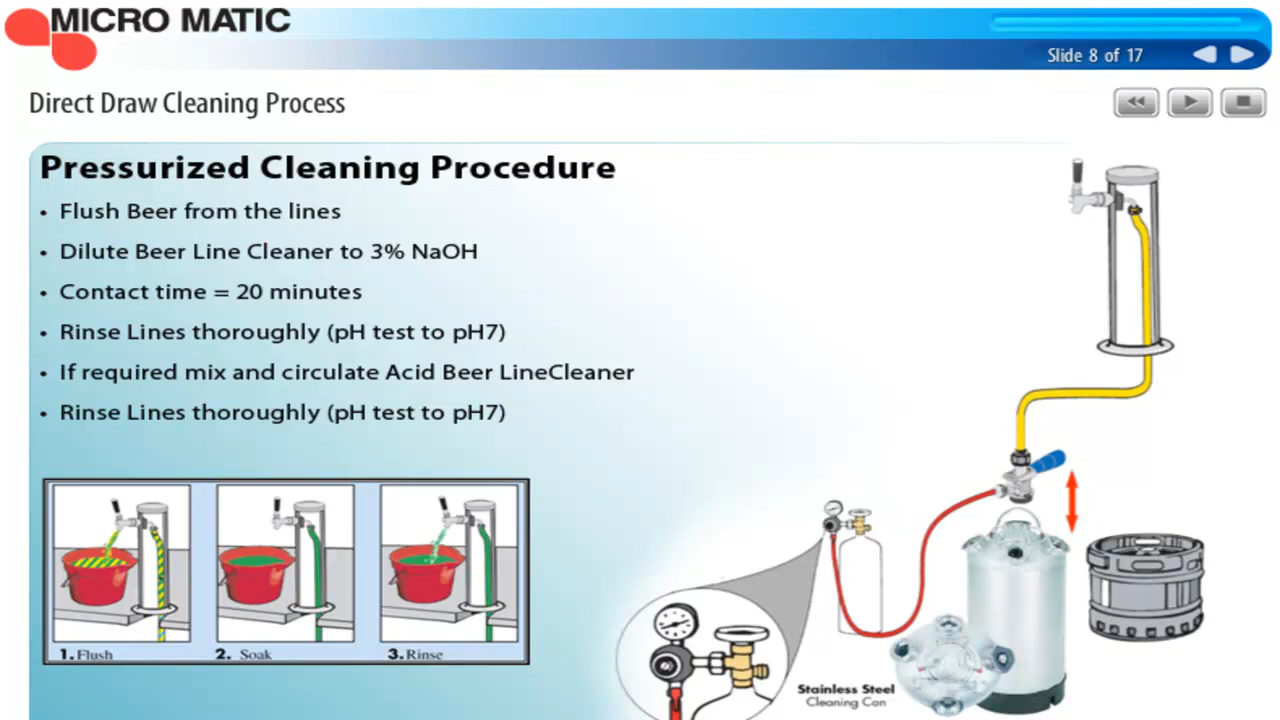 MICRO MATIC
Slide 8 of 17
Direct Draw Cleaning Process
Pressurized Cleaning Procedure
• Flush Beer from the lines
• Dilute Beer Line Cleaner to 3% NaOH
• Contact time = 20 minutes
• Rinse Lines thoroughly (pH test to pH7)
• If required mix and circulate Acid Beer LineCleaner
• Rinse Lines thoroughly (pH test to pH7)
1. Flush
2. Soak
3. Rinse
Stainless Steel
Cleaning Can